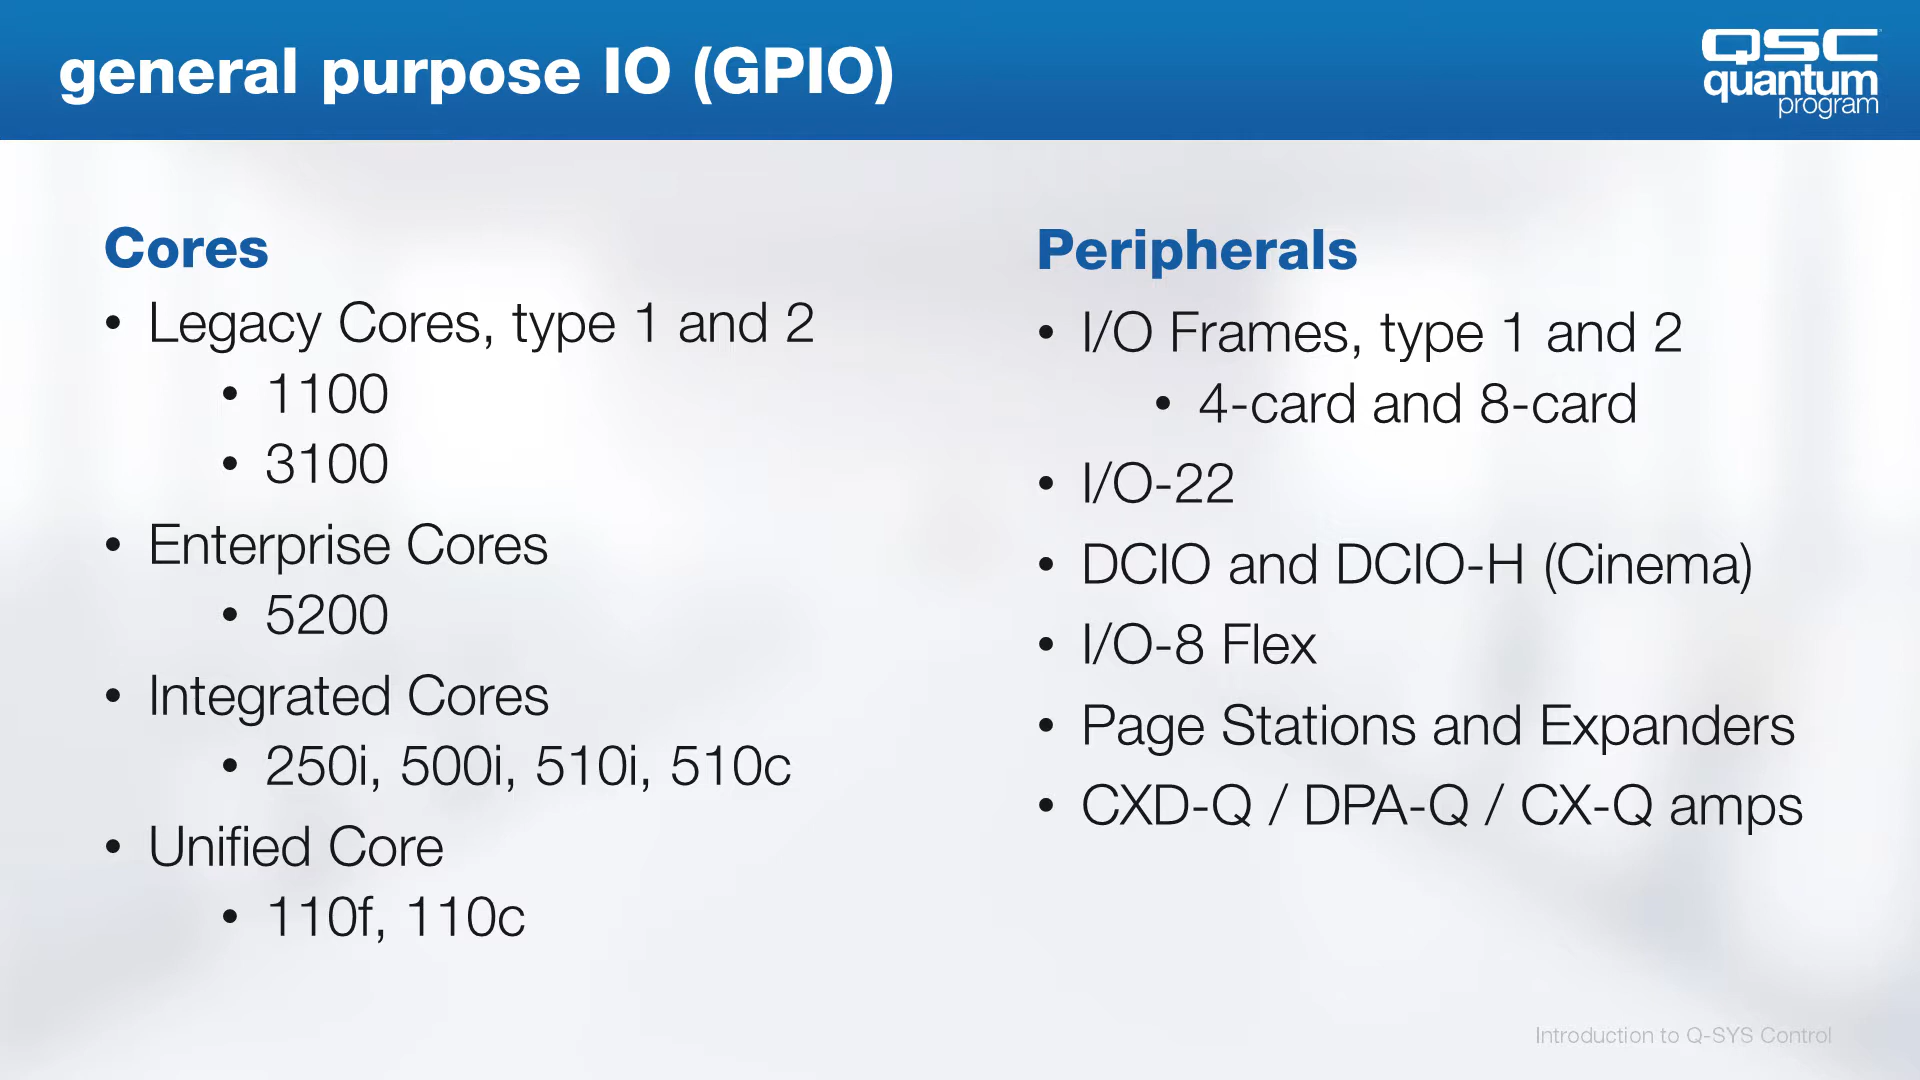 general purpose IO (GPIO)
QSC
quantum
program
Cores
• Legacy Cores, type 1 and 2
• 1100
• 3100
• Enterprise Cores
• 5200
• Integrated Cores
• 250i, 500i, 510i, 510c
• Unified Core
• 110f, 110c
Peripherals
• I/O Frames, type 1 and 2
• 4-card and 8-card
• I/O-22
• DCIO and DCIO-H (Cinema)
• I/O-8 Flex
• Page Stations and Expanders
• CXD-Q / DPA-Q / CX-Q amps
Introduction to Q-SYS Control